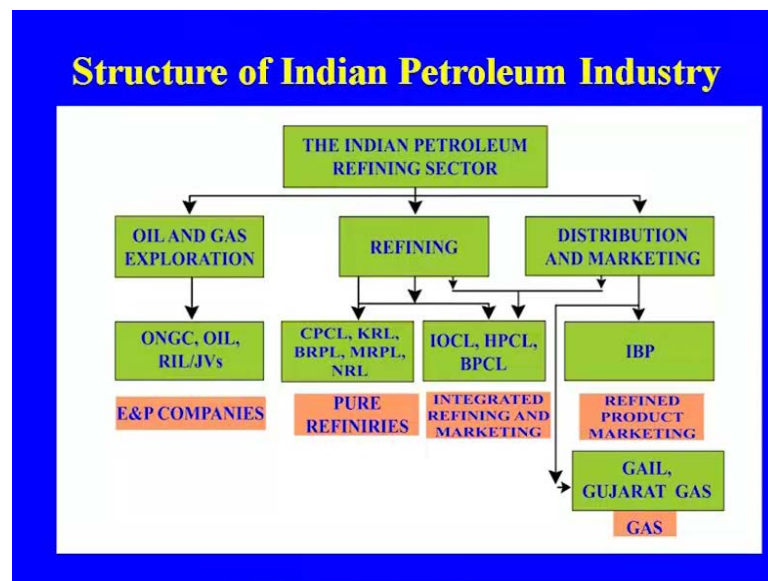 Structure of Indian Petroleum Industry
THE INDIAN PETROLEUM
REFINING SECTOR
OIL AND GAS
EXPLORATION
REFINING
DISTRIBUTION
AND MARKETING
ONGC, OIL,
RIL/JVs
CPCL, KRL,
BRPL, MRPL,
NRL
IOCL, HPCL,
BPCL
IBP
E&P COMPANIES
PURE
REFINIRIES
INTEGRATED
REFINING AND
MARKETING
REFINED
PRODUCT
MARKETING
GAIL,
GUJARAT GAS
GAS